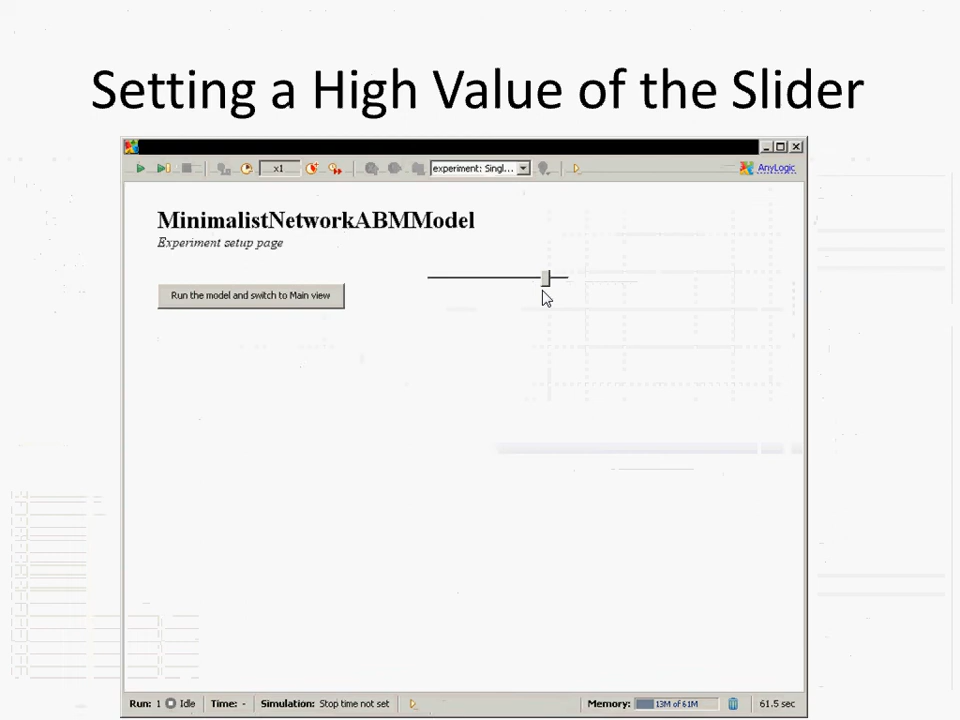 Setting a High Value of the Slider
x1
experiment: Singl...
AnyLogic
MinimalistNetworkABMModel
Experiment setup page
Run the model and switch to Main view
Run: 1 Idle Time: - Simulation: Stop time not set Memory: 13M of 61M 61.5 sec